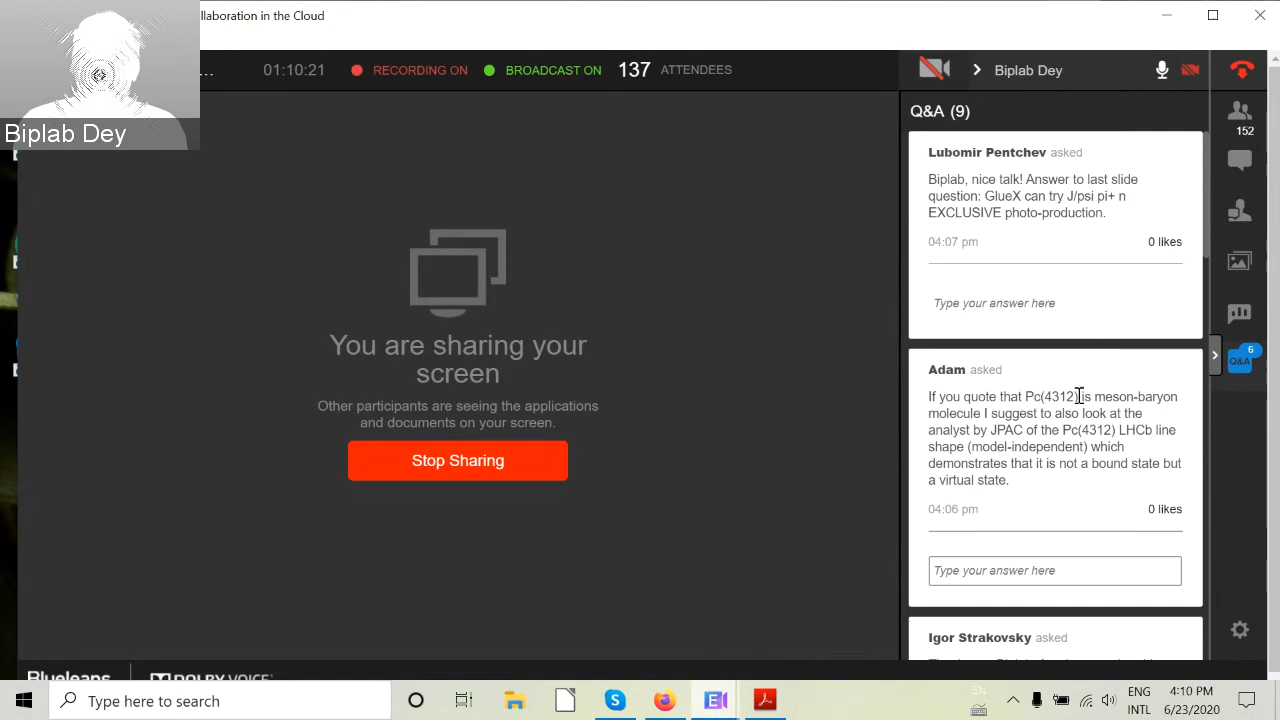 llaboration in the Cloud
Biplab Dey
...
01:10:21
RECORDING ON
BROADCAST ON
137 ATTENDEES
Biplab Dey
Q&A (9)
152
Lubomir Pentchev asked
Biplab, nice talk! Answer to last slide
question: GlueX can try J/psi pi+ n
EXCLUSIVE photo-production.
04:07 pm
0 likes
Type your answer here
6
Q&A
Adam asked
If you quote that Pc(4312) is meson-baryon
molecule I suggest to also look at the
analyst by JPAC of the Pc(4312) LHCb line
shape (model-independent) which
demonstrates that it is not a bound state but
a virtual state.
04:06 pm
0 likes
Type your answer here
Igor Strakovsky asked
You are sharing your
screen
Other participants are seeing the applications
and documents on your screen.
Stop Sharing
BlueJeans
DOLBY VOICE
Type here to search
ENG
INTL
4:10 PM
6/23/2020